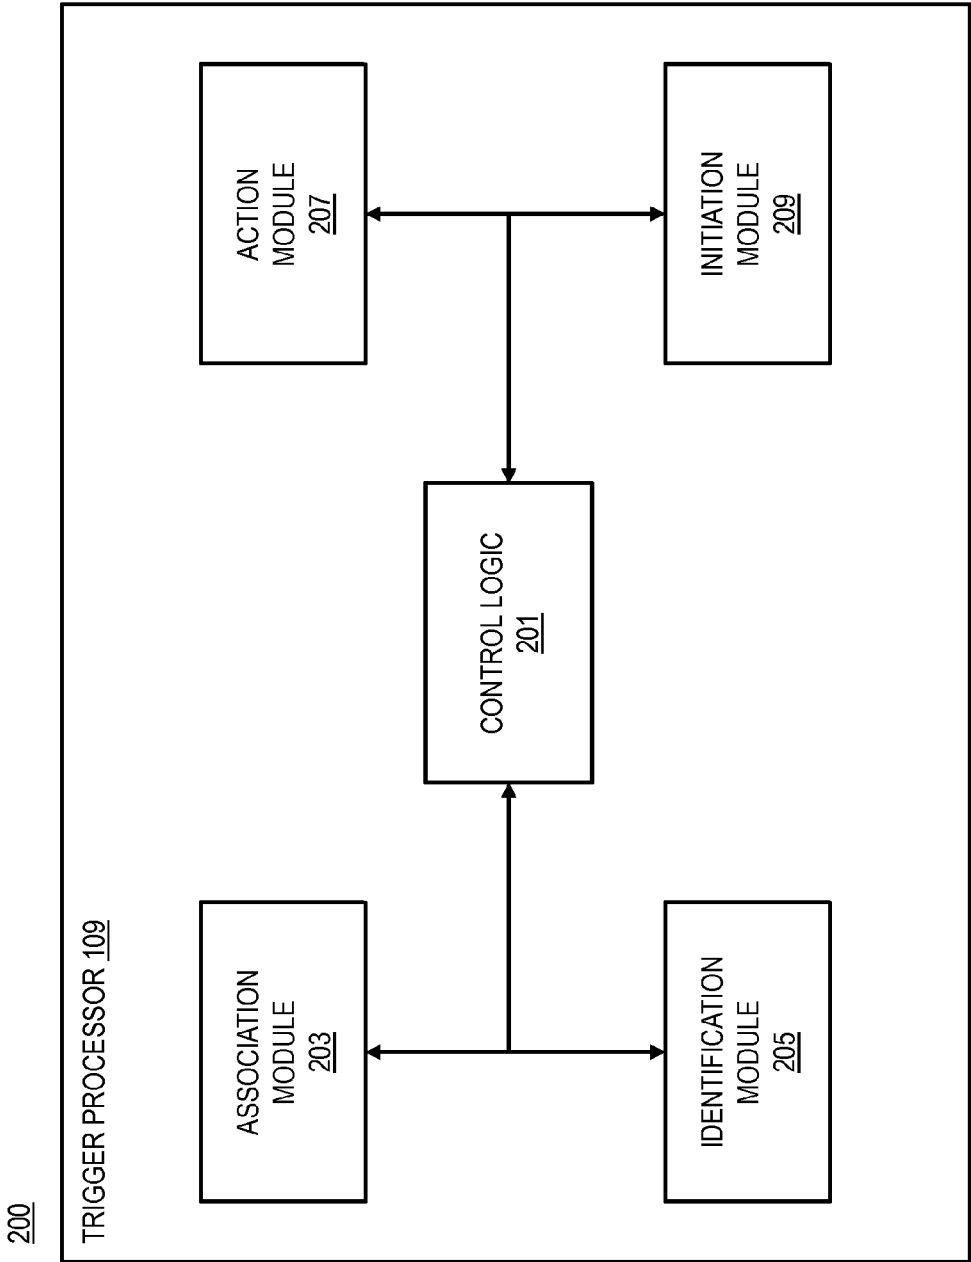 200
TRIGGER PROCESSOR 109
ASSOCIATION
MODULE
203
ACTION
MODULE
207
CONTROL LOGIC
201
IDENTIFICATION
MODULE
205
INITIATION
MODULE
209